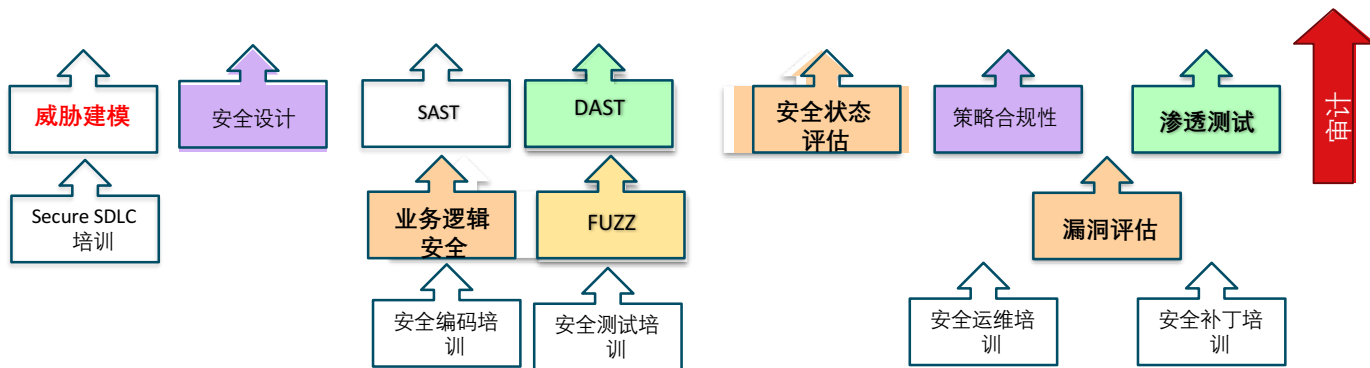 威胁建模
安全设计
SAST
DAST
安全状态
评估
策略合规性
渗透测试
审计
Secure SDLC
培训
业务逻辑
安全
FUZZ
漏洞评估
安全编码培
训
安全测试培
训
安全运维培
训
安全补丁培
训